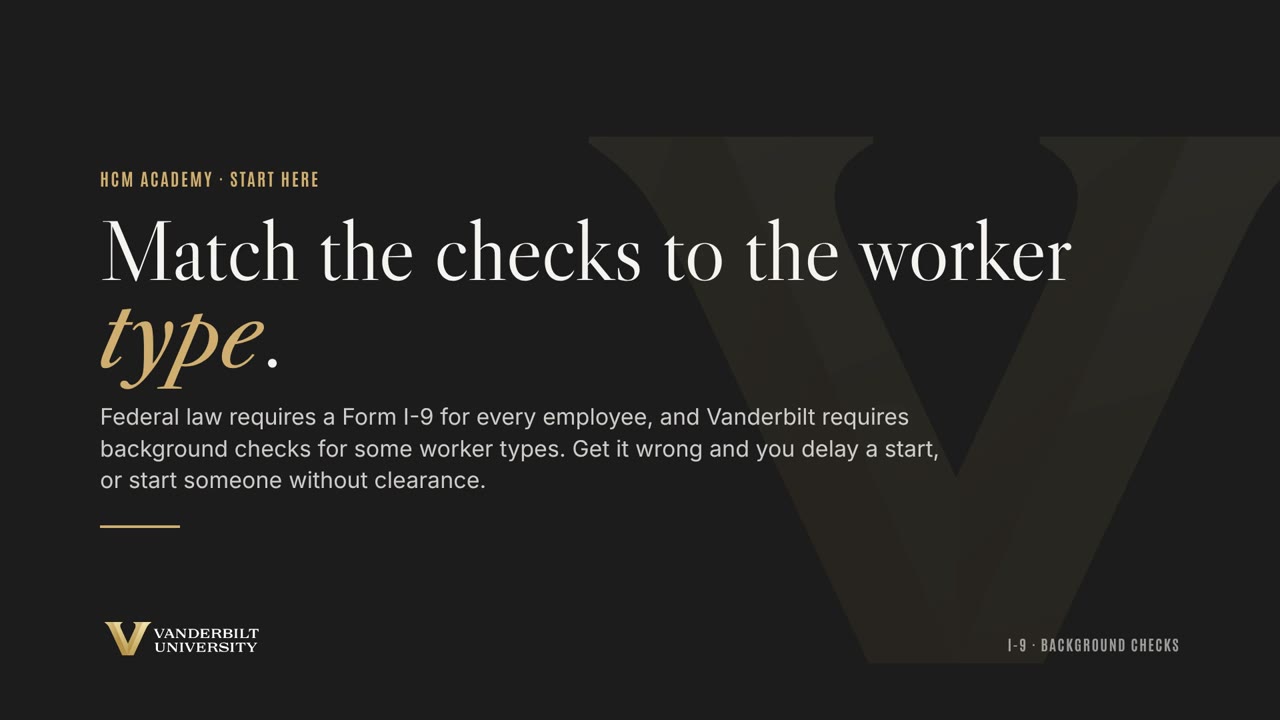 HCM ACADEMY · START HERE
Match the checks to the worker
type.
Federal law requires a Form I-9 for every employee, and Vanderbilt requires
background checks for some worker types. Get it wrong and you delay a start,
or start someone without clearance.
VANDERBILT
UNIVERSITY
I-9 · BACKGROUND CHECKS